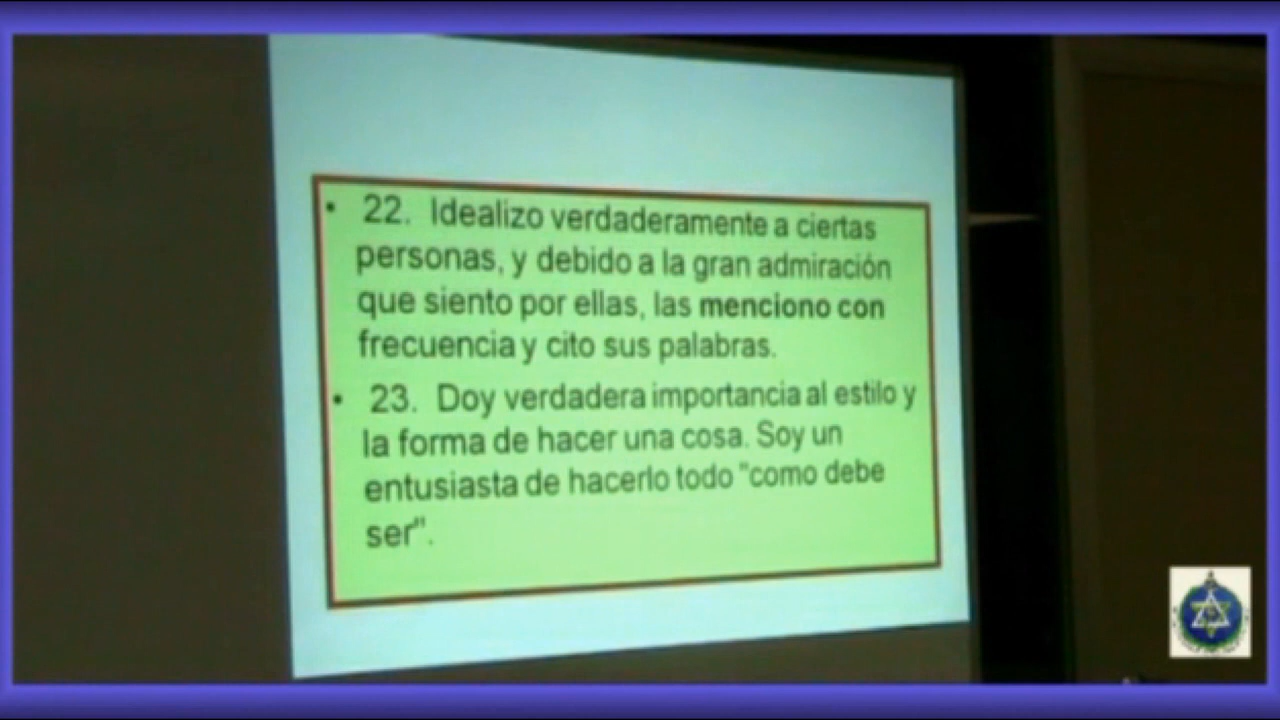 • 22. Idealizo verdaderamente a ciertas
personas, y debido a la gran admiración
que siento por ellas, las menciono con
frecuencia y cito sus palabras.
• 23. Doy verdadera importancia al estilo y
la forma de hacer una cosa. Soy un
entusiasta de hacerlo todo "como debe
ser".